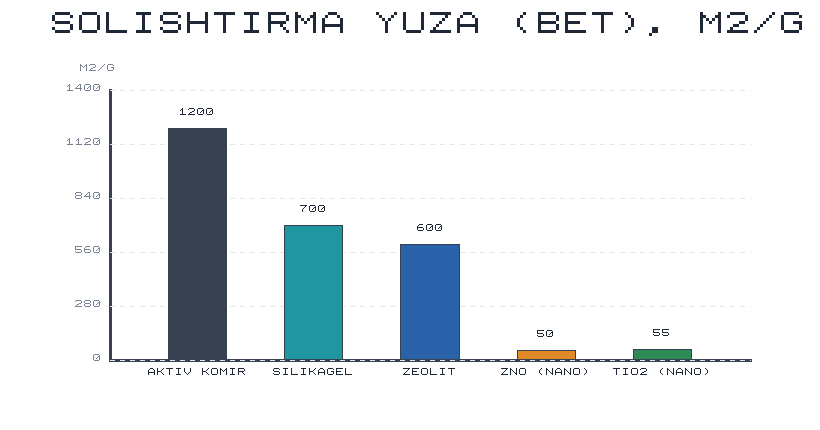 SOLISHTIRMA YUZA (BET), M2/G
M2/G
1400
1120
840
560
280
0
1200
700
600
50
55
AKTIV KOMIR
SILIKAGEL
ZEOLIT
ZNO (NANO)
TIO2 (NANO)